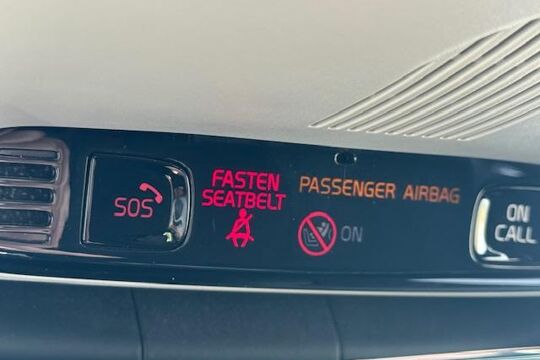 SOS
FASTEN
SEATBELT
PASSENGER AIRBAG
ON
ON
CALL